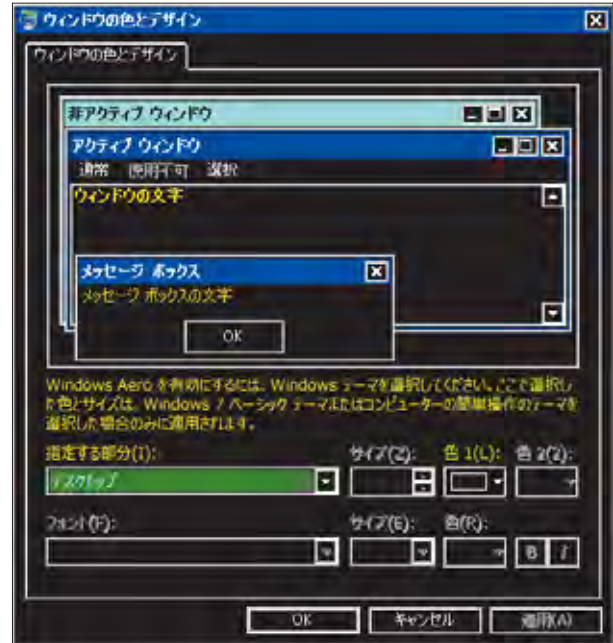 ウィンドウの色とデザイン
ウィンドウの色とデザイン
非アクティブ ウィンドウ
アクティブ ウィンドウ
通常 使用不可 選択
ウィンドウの文字
メッセージ ボックス
メッセージ ボックスの文字
OK
Windows Aero を有効にするには、Windows テーマを選択してください。ここで選択し
た色とサイズは、Windows 7 ベーシック テーマまたはコンピューターの簡単操作のテーマを
選択した場合のみに適用されます。
指定する部分(I): サイズ(Z): 色 1(L): 色 2(2):
デスクトップ
フォント(F): サイズ(E): 色(R):
B I
OK キャンセル 適用(A)